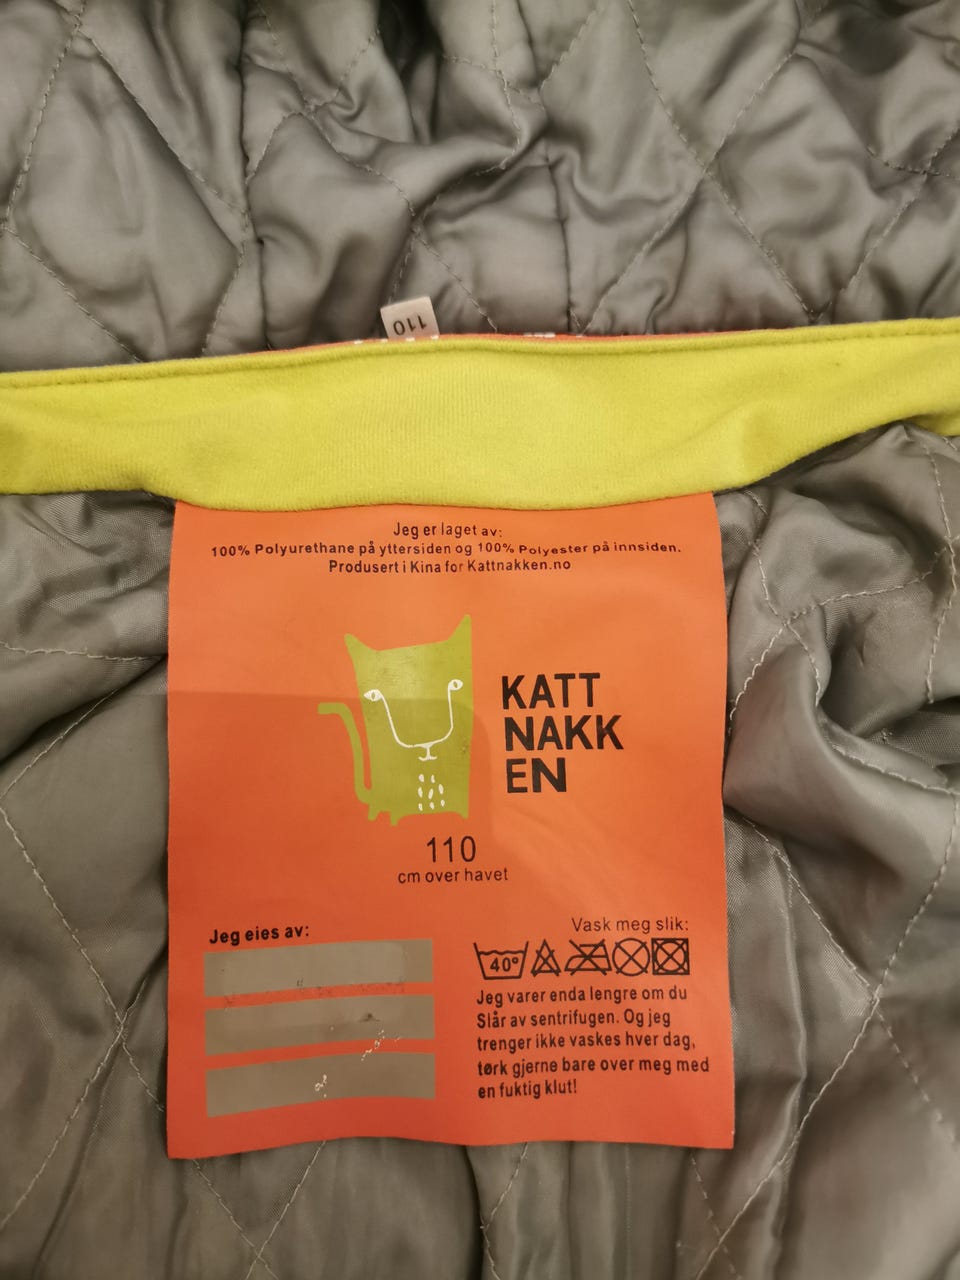 110
Jeg er laget av:
100% Polyurethane på yttersiden og 100% Polyester på innsiden.
Produsert i Kina for Kattnakken.no
KATT
NAKK
EN
110
cm over havet
Jeg eies av:
Vask meg slik:
40°
Jeg varer enda lengre om du
Slår av sentrifugen. Og jeg
trenger ikke vaskes hver dag,
tørk gjerne bare over meg med
en fuktig klut!